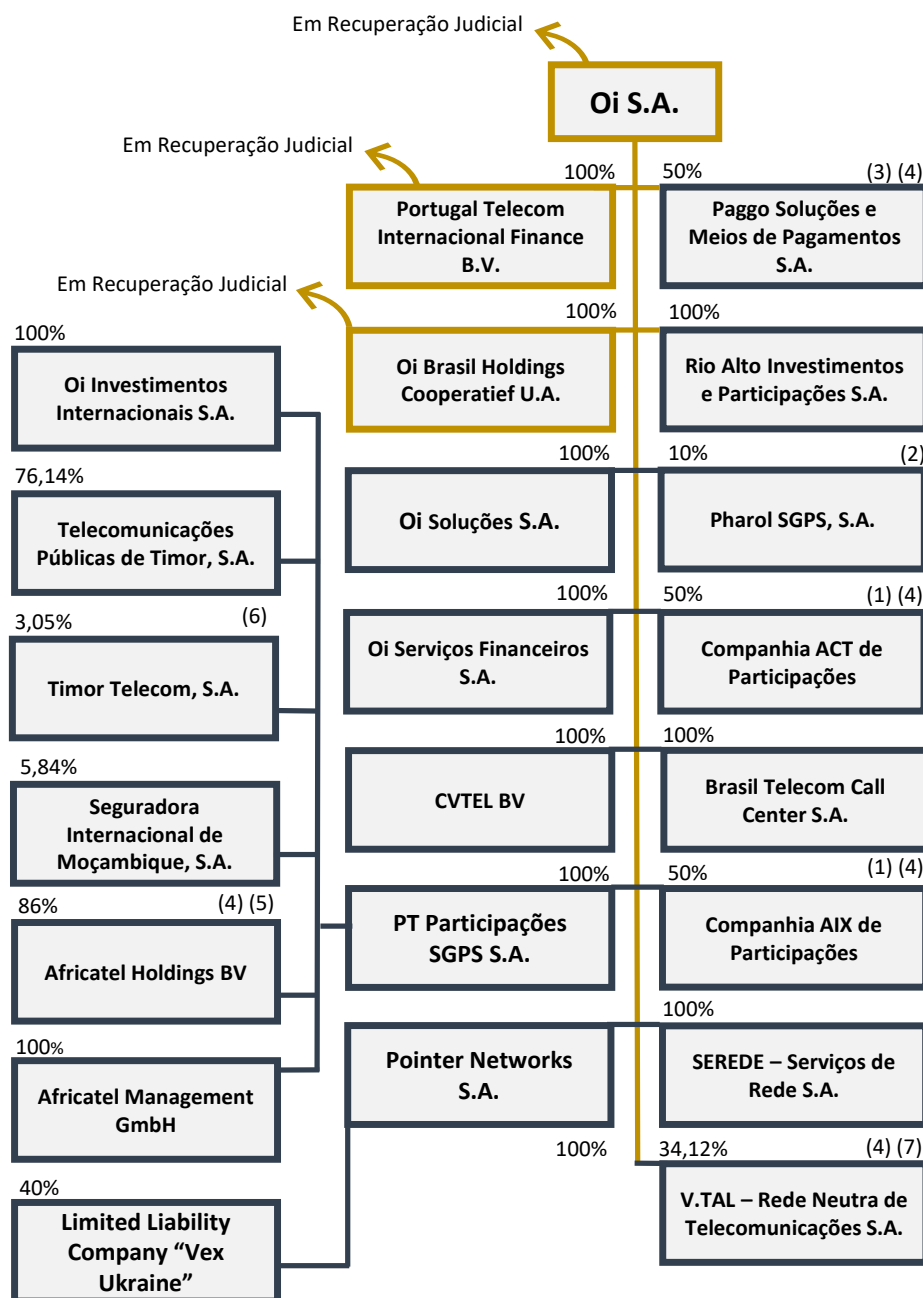 Em Recuperação Judicial
Oi S.A.
Em Recuperação Judicial
100%
Portugal Telecom
Internacional Finance
B.V.
50%
(3) (4)
Paggo Soluções e
Meios de Pagamentos
S.A.
Em Recuperação Judicial
100%
Oi Brasil Holdings
Cooperatief U.A.
100%
Rio Alto Investimentos
e Participações S.A.
100%
Oi Investimentos
Internacionais S.A.
100%
Oi Soluções S.A.
10%
(2)
Pharol SGPS, S.A.
76,14%
Telecomunicações
Públicas de Timor, S.A.
100%
Oi Serviços Financeiros
S.A.
50%
(1) (4)
Companhia ACT de
Participações
3,05%
(6)
Timor Telecom, S.A.
100%
CVTEL BV
100%
Brasil Telecom Call
Center S.A.
5,84%
Seguradora
Internacional de
Moçambique, S.A.
100%
PT Participações
SGPS S.A.
50%
(1) (4)
Companhia AIX de
Participações
86%
(4) (5)
Africatel Holdings BV
Pointer Networks
S.A.
100%
100%
SEREDE – Serviços de
Rede S.A.
100%
Africatel Management
GmbH
34,12%
(4) (7)
V.TAL – Rede Neutra de
Telecomunicações S.A.
40%
Limited Liability
Company “Vex
Ukraine”